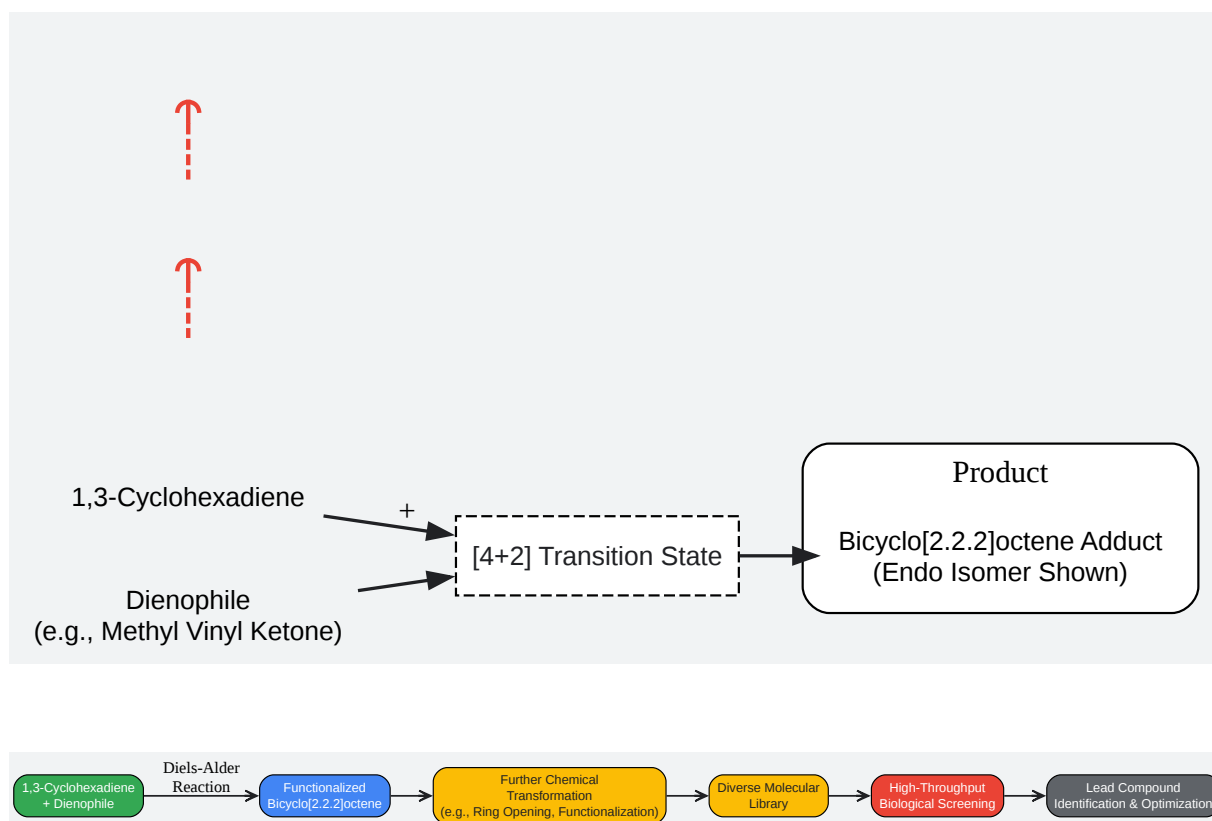 Product
1,3-Cyclohexadiene
+
[4+2] Transition State
Bicyclo[2.2.2]octene Adduct
(Endo Isomer Shown)
Dienophile
(e.g., Methyl Vinyl Ketone)
1,3-Cyclohexadiene
+ Dienophile
Diels-Alder
Reaction
Functionalized
Bicyclo[2.2.2]octene
Further Chemical
Transformation
(e.g., Ring Opening, Functionalization)
Diverse Molecular
Library
High-Throughput
Biological Screening
Lead Compound
Identification & Optimization